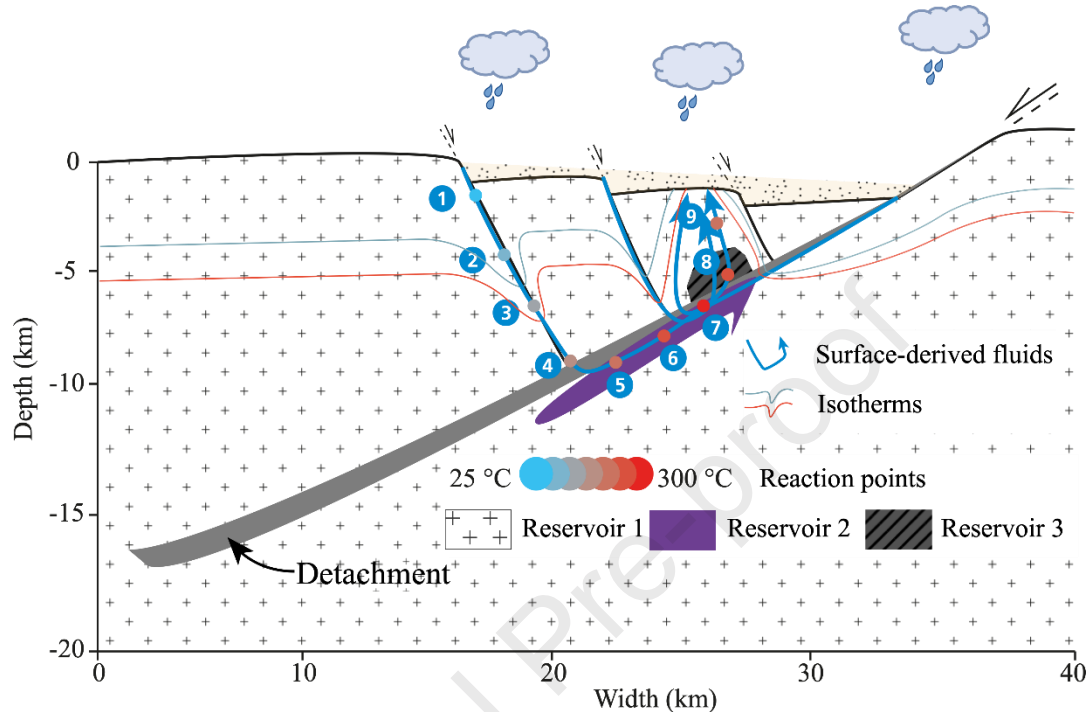 0
-5
-10
-15
-20
Depth (km)
0
10
20
30
40
Width (km)
1
2
3
4
5
6
7
8
9
Surface-derived fluids
Isotherms
25 °C
300 °C
Reaction points
Reservoir 1
Reservoir 2
Reservoir 3
Detachment
l Pre-proof